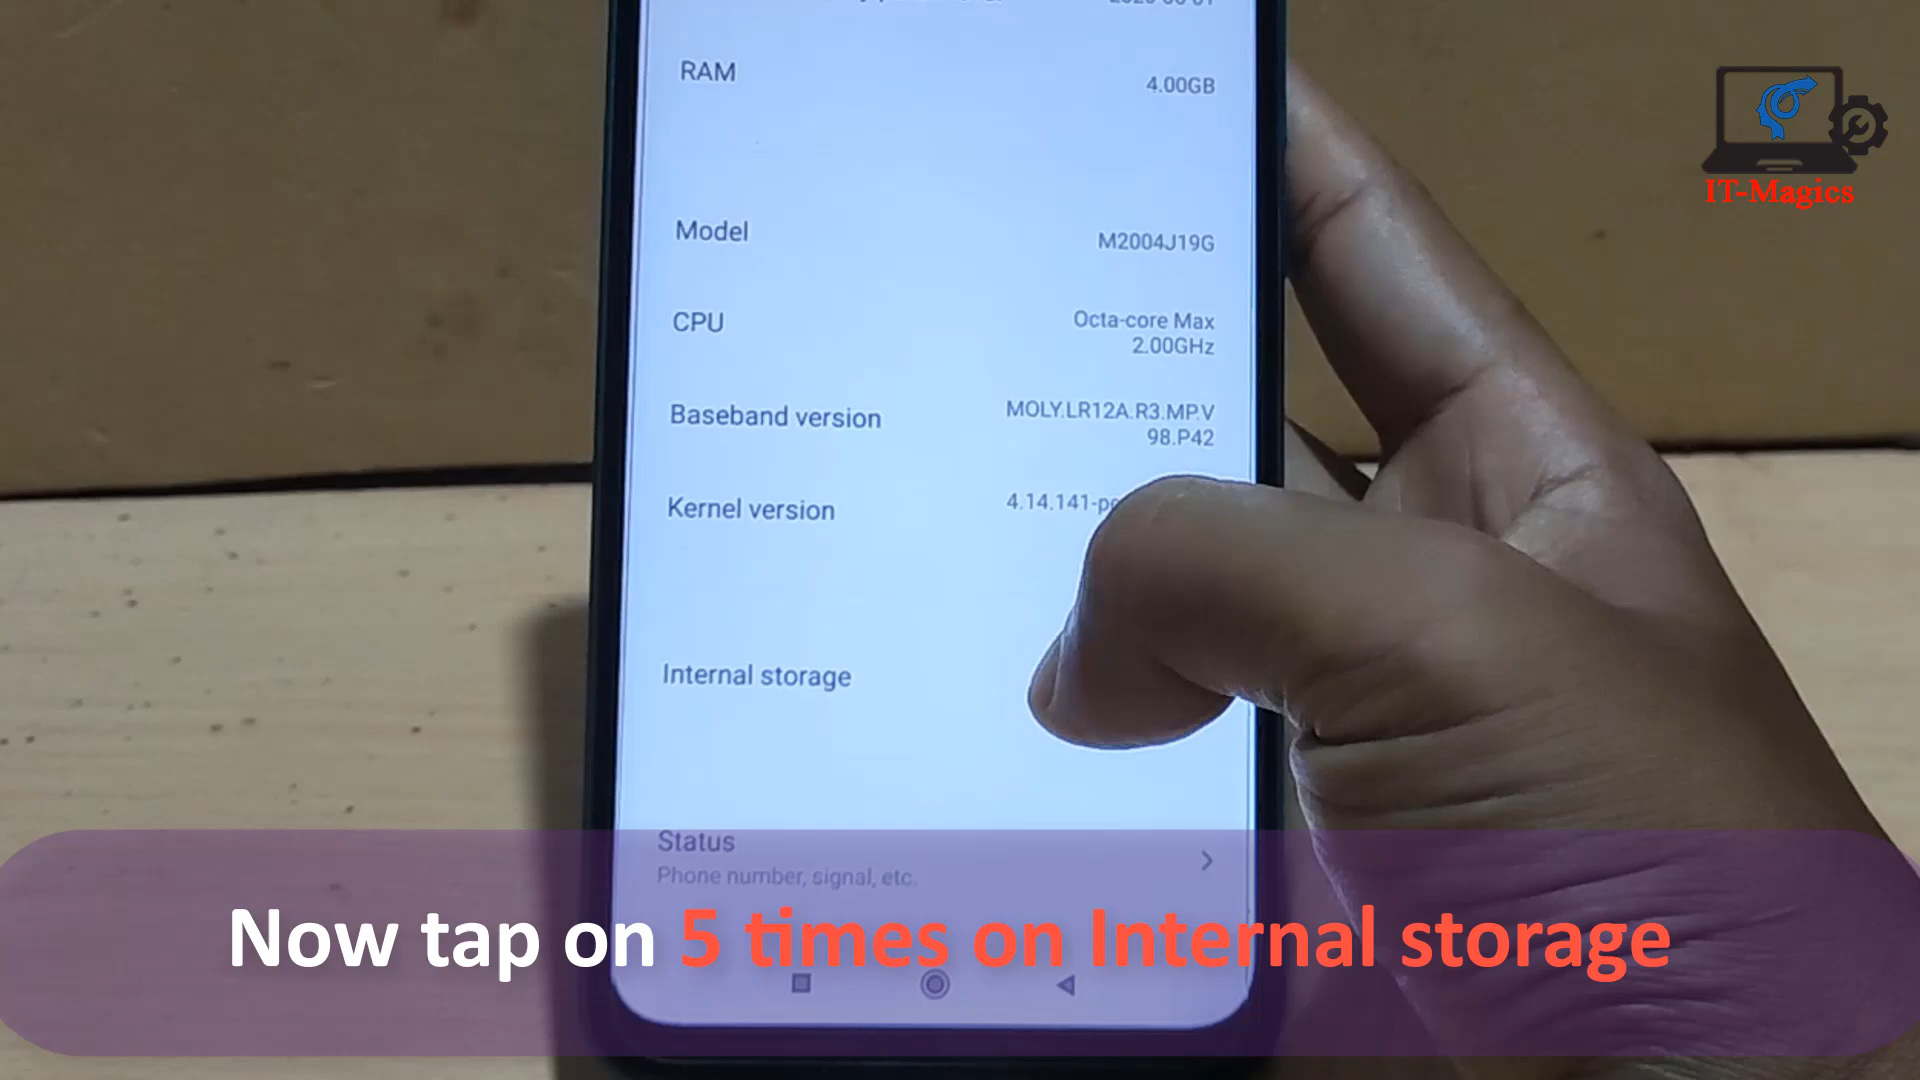 RAM
4.00GB
IT-Magics
Model
M2004J19G
CPU
Octa-core Max
2.00GHz
Baseband version
MOLY.LR12A.R3.MP.V
98.P42
Kernel version
4.14.141-
Internal storage
Status
Phone number, signal, etc.
Now tap on 5 times on Internal storage